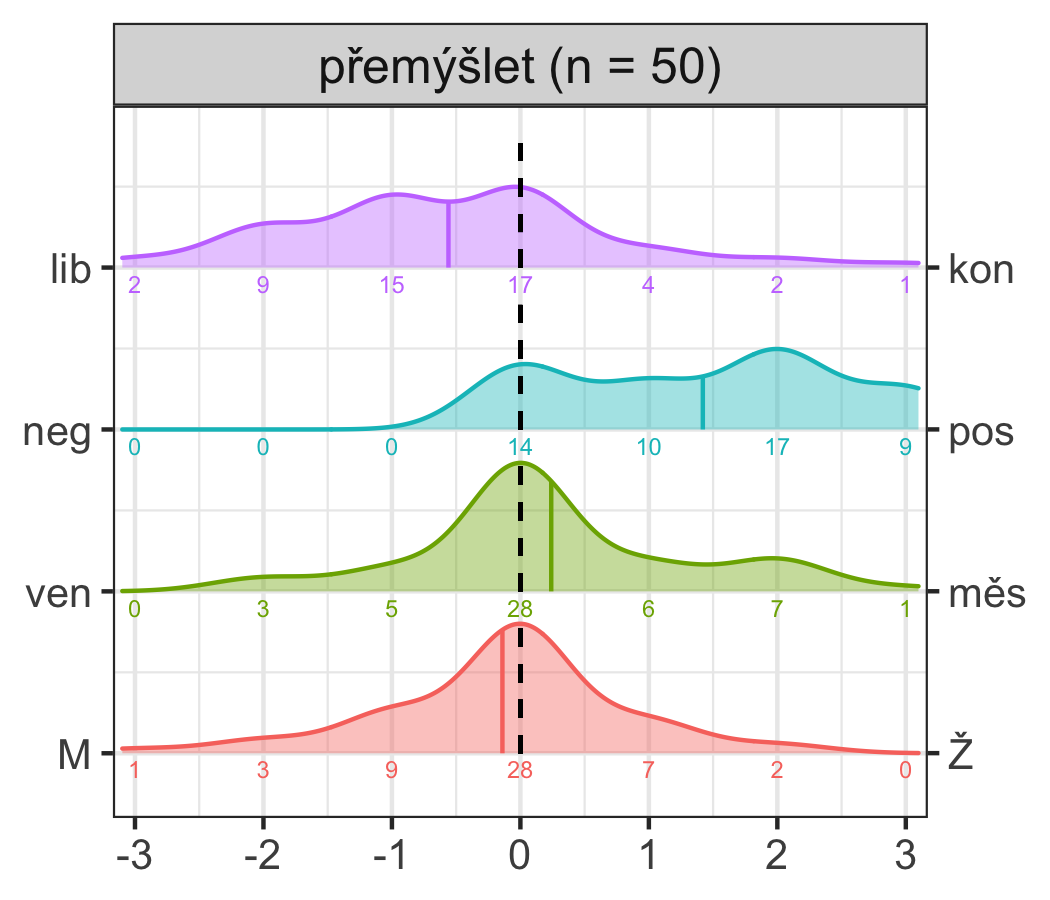 přemýšlet (n = 50)
lib kon
2 9 15 17 4 2 1
neg pos
0 0 0 14 10 17 9
ven měs
0 3 5 28 6 7 1
M Ž
1 3 9 28 7 2 0
-3 -2 -1 0 1 2 3